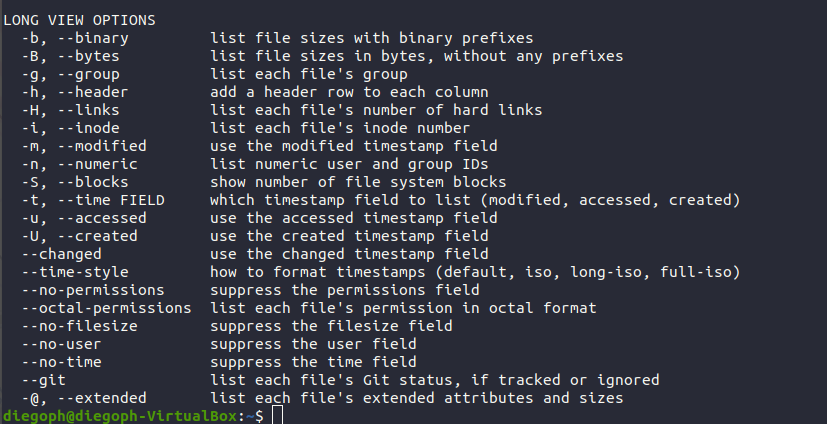 LONG VIEW OPTIONS
-b, --binary list file sizes with binary prefixes
-B, --bytes list file sizes in bytes, without any prefixes
-g, --group list each file's group
-h, --header add a header row to each column
-H, --links list each file's number of hard links
-i, --inode list each file's inode number
-m, --modified use the modified timestamp field
-n, --numeric list numeric user and group IDs
-S, --blocks show number of file system blocks
-t, --time FIELD which timestamp field to list (modified, accessed, created)
-u, --accessed use the accessed timestamp field
-U, --created use the created timestamp field
--changed use the changed timestamp field
--time-style how to format timestamps (default, iso, long-iso, full-iso)
--no-permissions suppress the permissions field
--octal-permissions list each file's permission in octal format
--no-filesize suppress the filesize field
--no-user suppress the user field
--no-time suppress the time field
--git list each file's Git status, if tracked or ignored
-@, --extended list each file's extended attributes and sizes
diegoph@diegoph-VirtualBox:~$